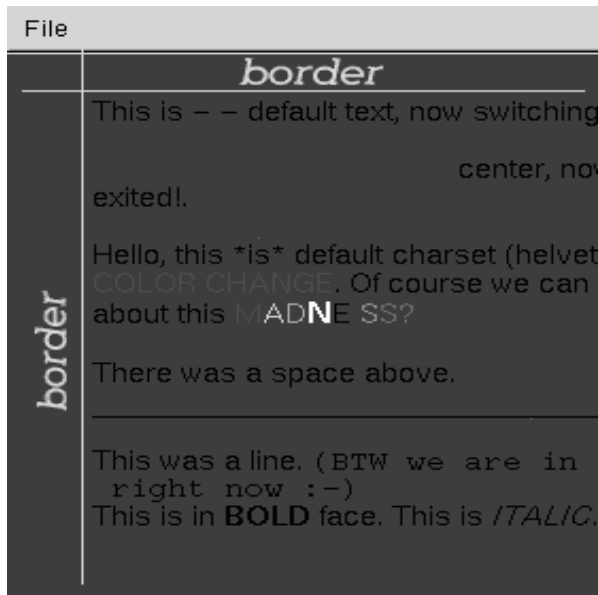 File
border
This is – – default text, now switching
center, now
exited!.
Hello, this *is* default charset (helvet
COLOR CHANGE. Of course we can
about this MADNE SS?
border
There was a space above.
This was a line. (BTW we are in
right now :-)
This is in BOLD face. This is ITALIC.